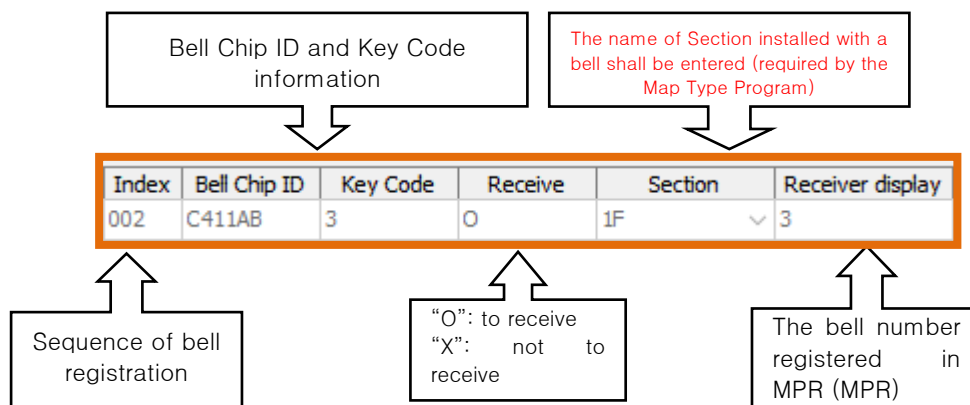 Bell Chip ID and Key Code
information
The name of Section installed with a
bell shall be entered (required by the
Map Type Program)
Index Bell Chip ID Key Code Receive Section Receiver display
002 C411AB 3 O 1F 3
Sequence of bell
registration
“O”: to receive
“X”: not to
receive
The bell number
registered in
MPR (MPR)